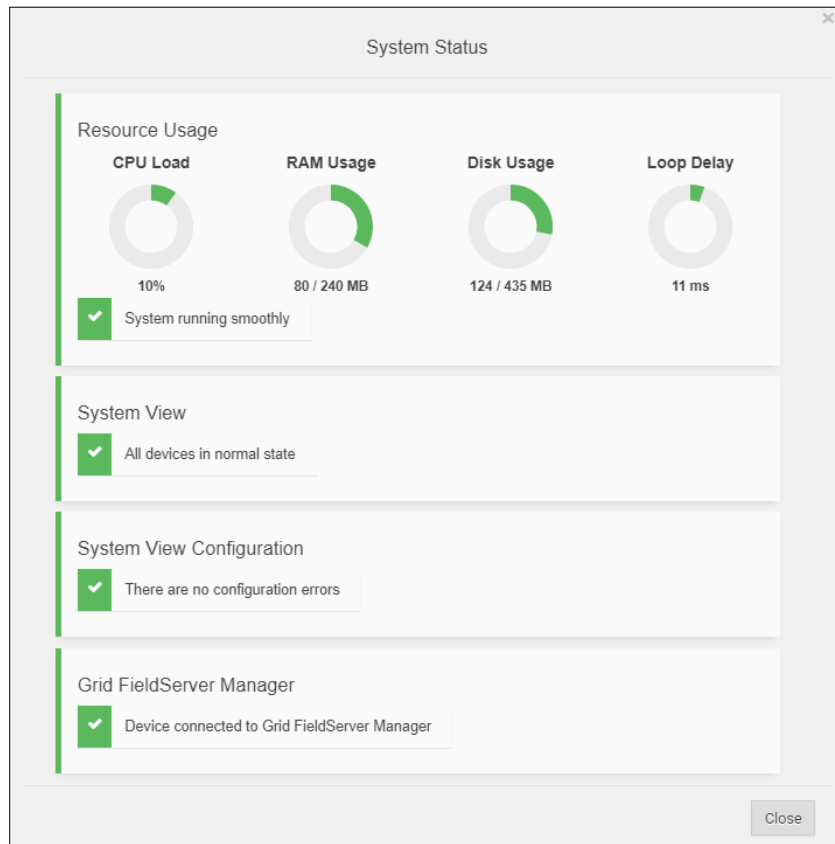 System Status
Resource Usage
CPU Load RAM Usage Disk Usage Loop Delay
10% 80 / 240 MB 124 / 435 MB 11 ms
System running smoothly
System View
All devices in normal state
System View Configuration
There are no configuration errors
Grid FieldServer Manager
Device connected to Grid FieldServer Manager
Close